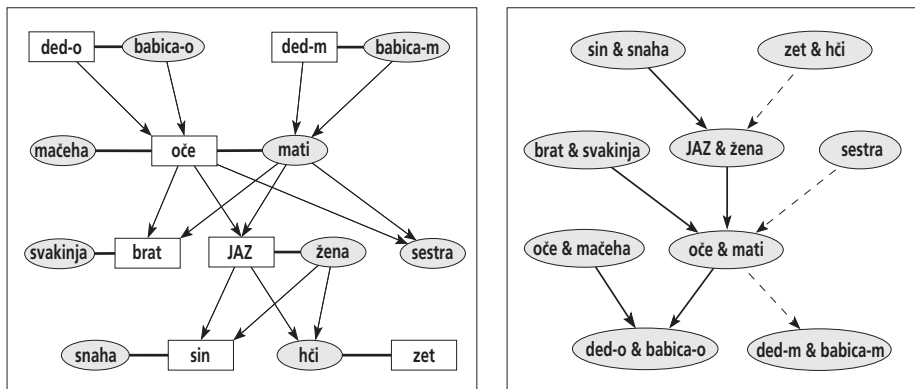 ded-o babica-o ded-m babica-m
mačeha oče mati
svakinja brat JAZ žena sestra
snaha sin hči zet
sin & snaha zet & hči
brat & svakinja JAZ & žena sestra
oče & mačeha oče & mati
ded-o & babica-o ded-m & babica-m